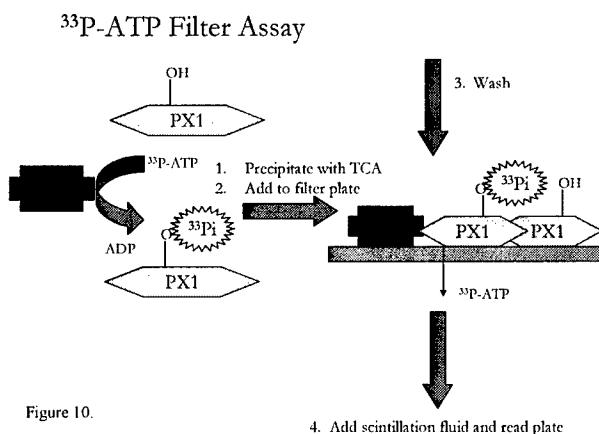 ³³P-ATP Filter Assay
OH
PX1
³³P-ATP
ADP
O
³³Pi
PX1
1. Precipitate with TCA
2. Add to filter plate
3. Wash
O
³³Pi
OH
PX1
PX1
³³P-ATP
Figure 10.
4. Add scintillation fluid and read plate